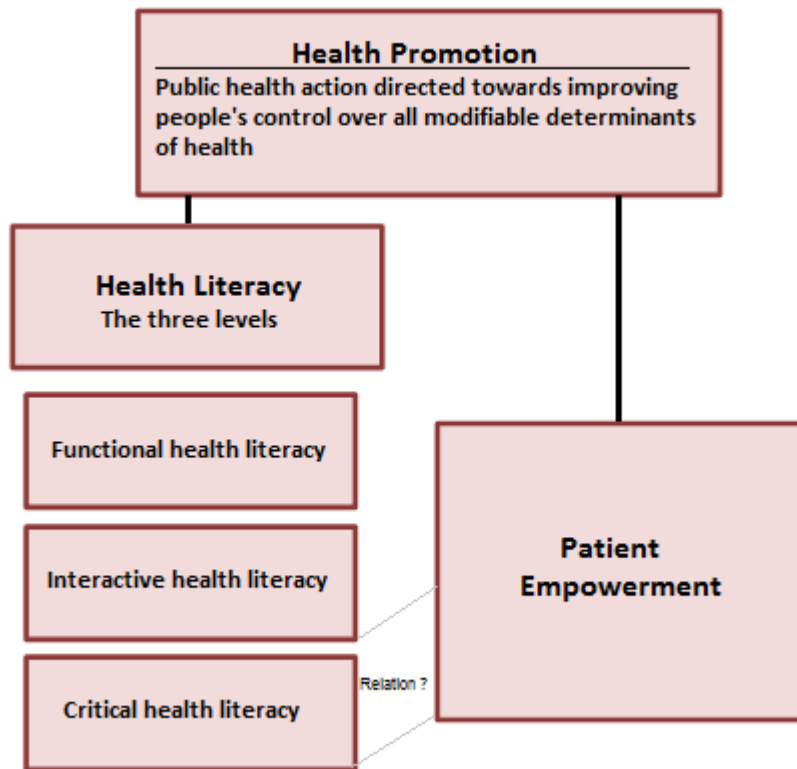 Health Promotion
Public health action directed towards improving
people's control over all modifiable determinants
of health
Health Literacy
The three levels
Functional health literacy
Interactive health literacy
Critical health literacy
Relation ?
Patient
Empowerment